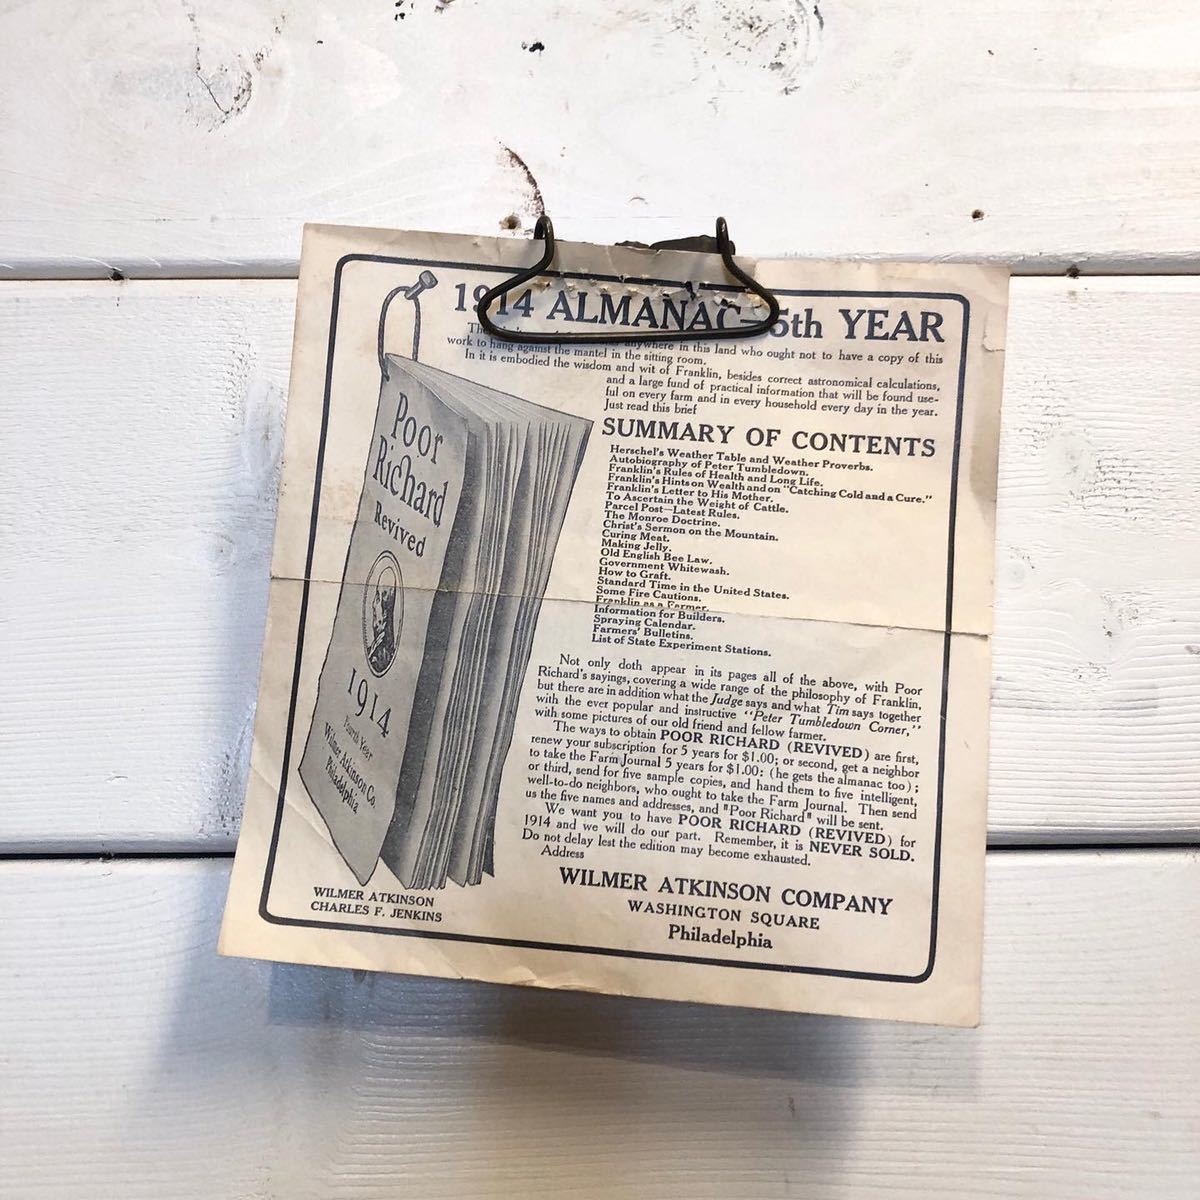 1914 ALMANAC—5th YEAR
anywhere in this land who ought not to have a copy of this
work to hang against the mantel in the sitting room.
In it is embodied the wisdom and wit of Franklin, besides correct astronomical calculations,
and a large fund of practical information that will be found use-
ful on every farm and in every household every day in the year.
Just read this brief
SUMMARY OF CONTENTS
Herschel's Weather Table and Weather Proverbs.
Autobiography of Peter Tumbledown.
Franklin's Rules of Health and Long Life.
Franklin's Hints on Wealth and on "Catching Cold and a Cure."
Franklin's Letter to His Mother.
To Ascertain the Weight of Cattle.
Parcel Post—Latest Rules.
The Monroe Doctrine.
Christ's Sermon on the Mountain.
Curing Meat.
Making Jelly.
Old English Bee Law.
Government Whitewash.
How to Graft.
Standard Time in the United States.
Some Fire Cautions.
Franklin as a Farmer.
Information for Builders.
Spraying Calendar.
Farmers' Bulletins.
List of State Experiment Stations.
Not only doth appear in its pages all of the above, with Poor
Richard's sayings, covering a wide range of the philosophy of Franklin,
but there are in addition what the Judge says and what Tim says together
with the ever popular and instructive "Peter Tumbledown Corner,"
with some pictures of our old friend and fellow farmer.
The ways to obtain POOR RICHARD (REVIVED) are first,
renew your subscription for 5 years for $1.00; or second, get a neighbor
to take the Farm Journal 5 years for $1.00: (he gets the almanac too);
or third, send for five sample copies, and hand them to five intelligent,
well-to-do neighbors, who ought to take the Farm Journal. Then send
us the five names and addresses, and "Poor Richard" will be sent.
We want you to have POOR RICHARD (REVIVED) for
1914 and we will do our part. Remember, it is NEVER SOLD.
Do not delay lest the edition may become exhausted.
Address
WILMER ATKINSON COMPANY
WASHINGTON SQUARE
Philadelphia
Poor
Richard
Revived
1914
Fourth Year
Wilmer Atkinson Co.
Philadelphia
WILMER ATKINSON
CHARLES F. JENKINS